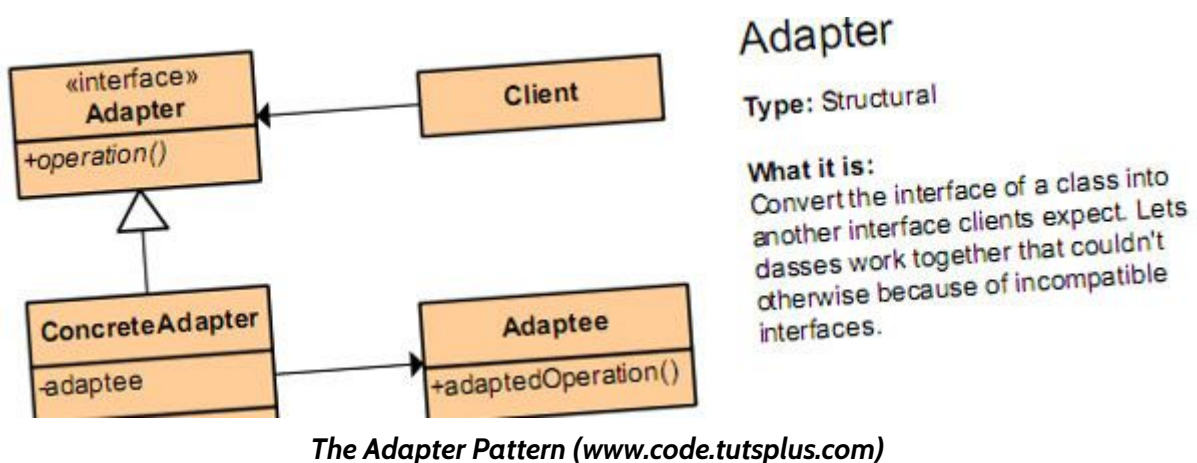 «interface»
Adapter
+operation()
Client
ConcreteAdapter
-adaptee
Adaptee
+adaptedOperation()
Adapter
Type: Structural
What it is:
Convert the interface of a class into
another interface clients expect. Lets
classes work together that couldn't
otherwise because of incompatible
interfaces.
The Adapter Pattern (www.code.tutsplus.com)